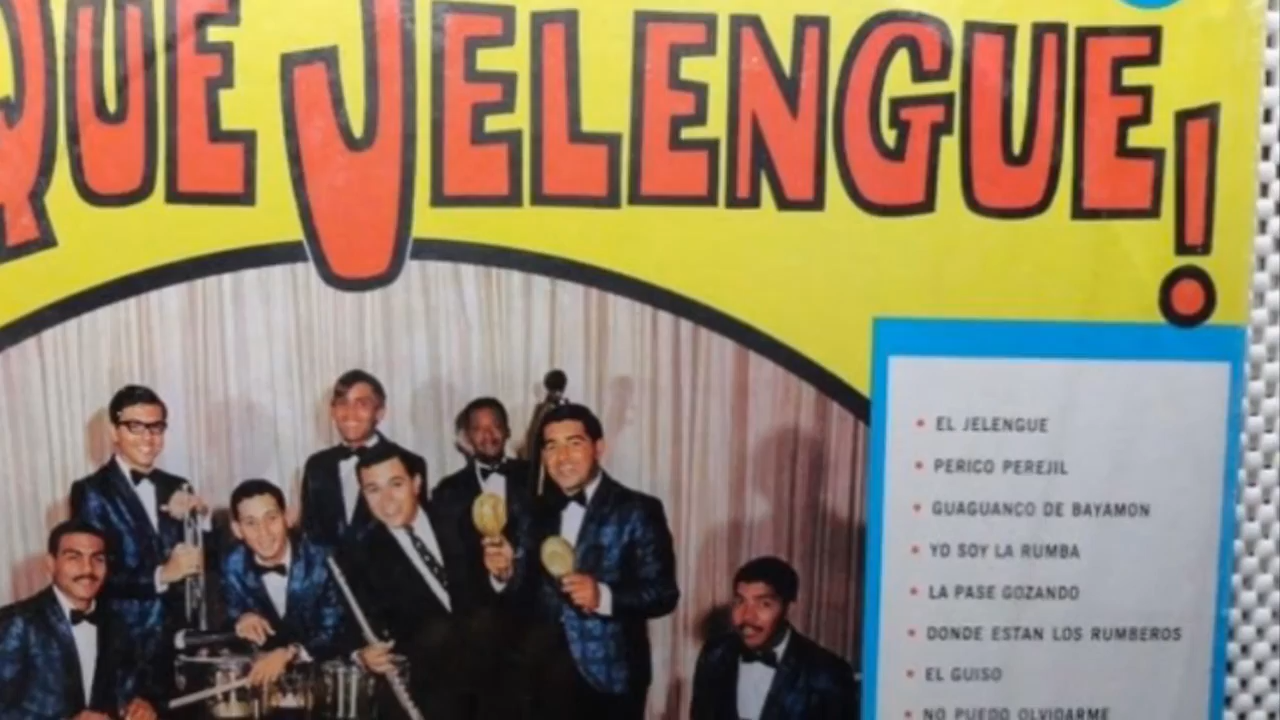 QUE JELENGUE!
• EL JELENGUE
• PERICO PEREJIL
• GUAGUANCO DE BAYAMON
• YO SOY LA RUMBA
• LA PASE GOZANDO
• DONDE ESTAN LOS RUMBEROS
• EL GUISO
• NO PUEDO OLVIDARME